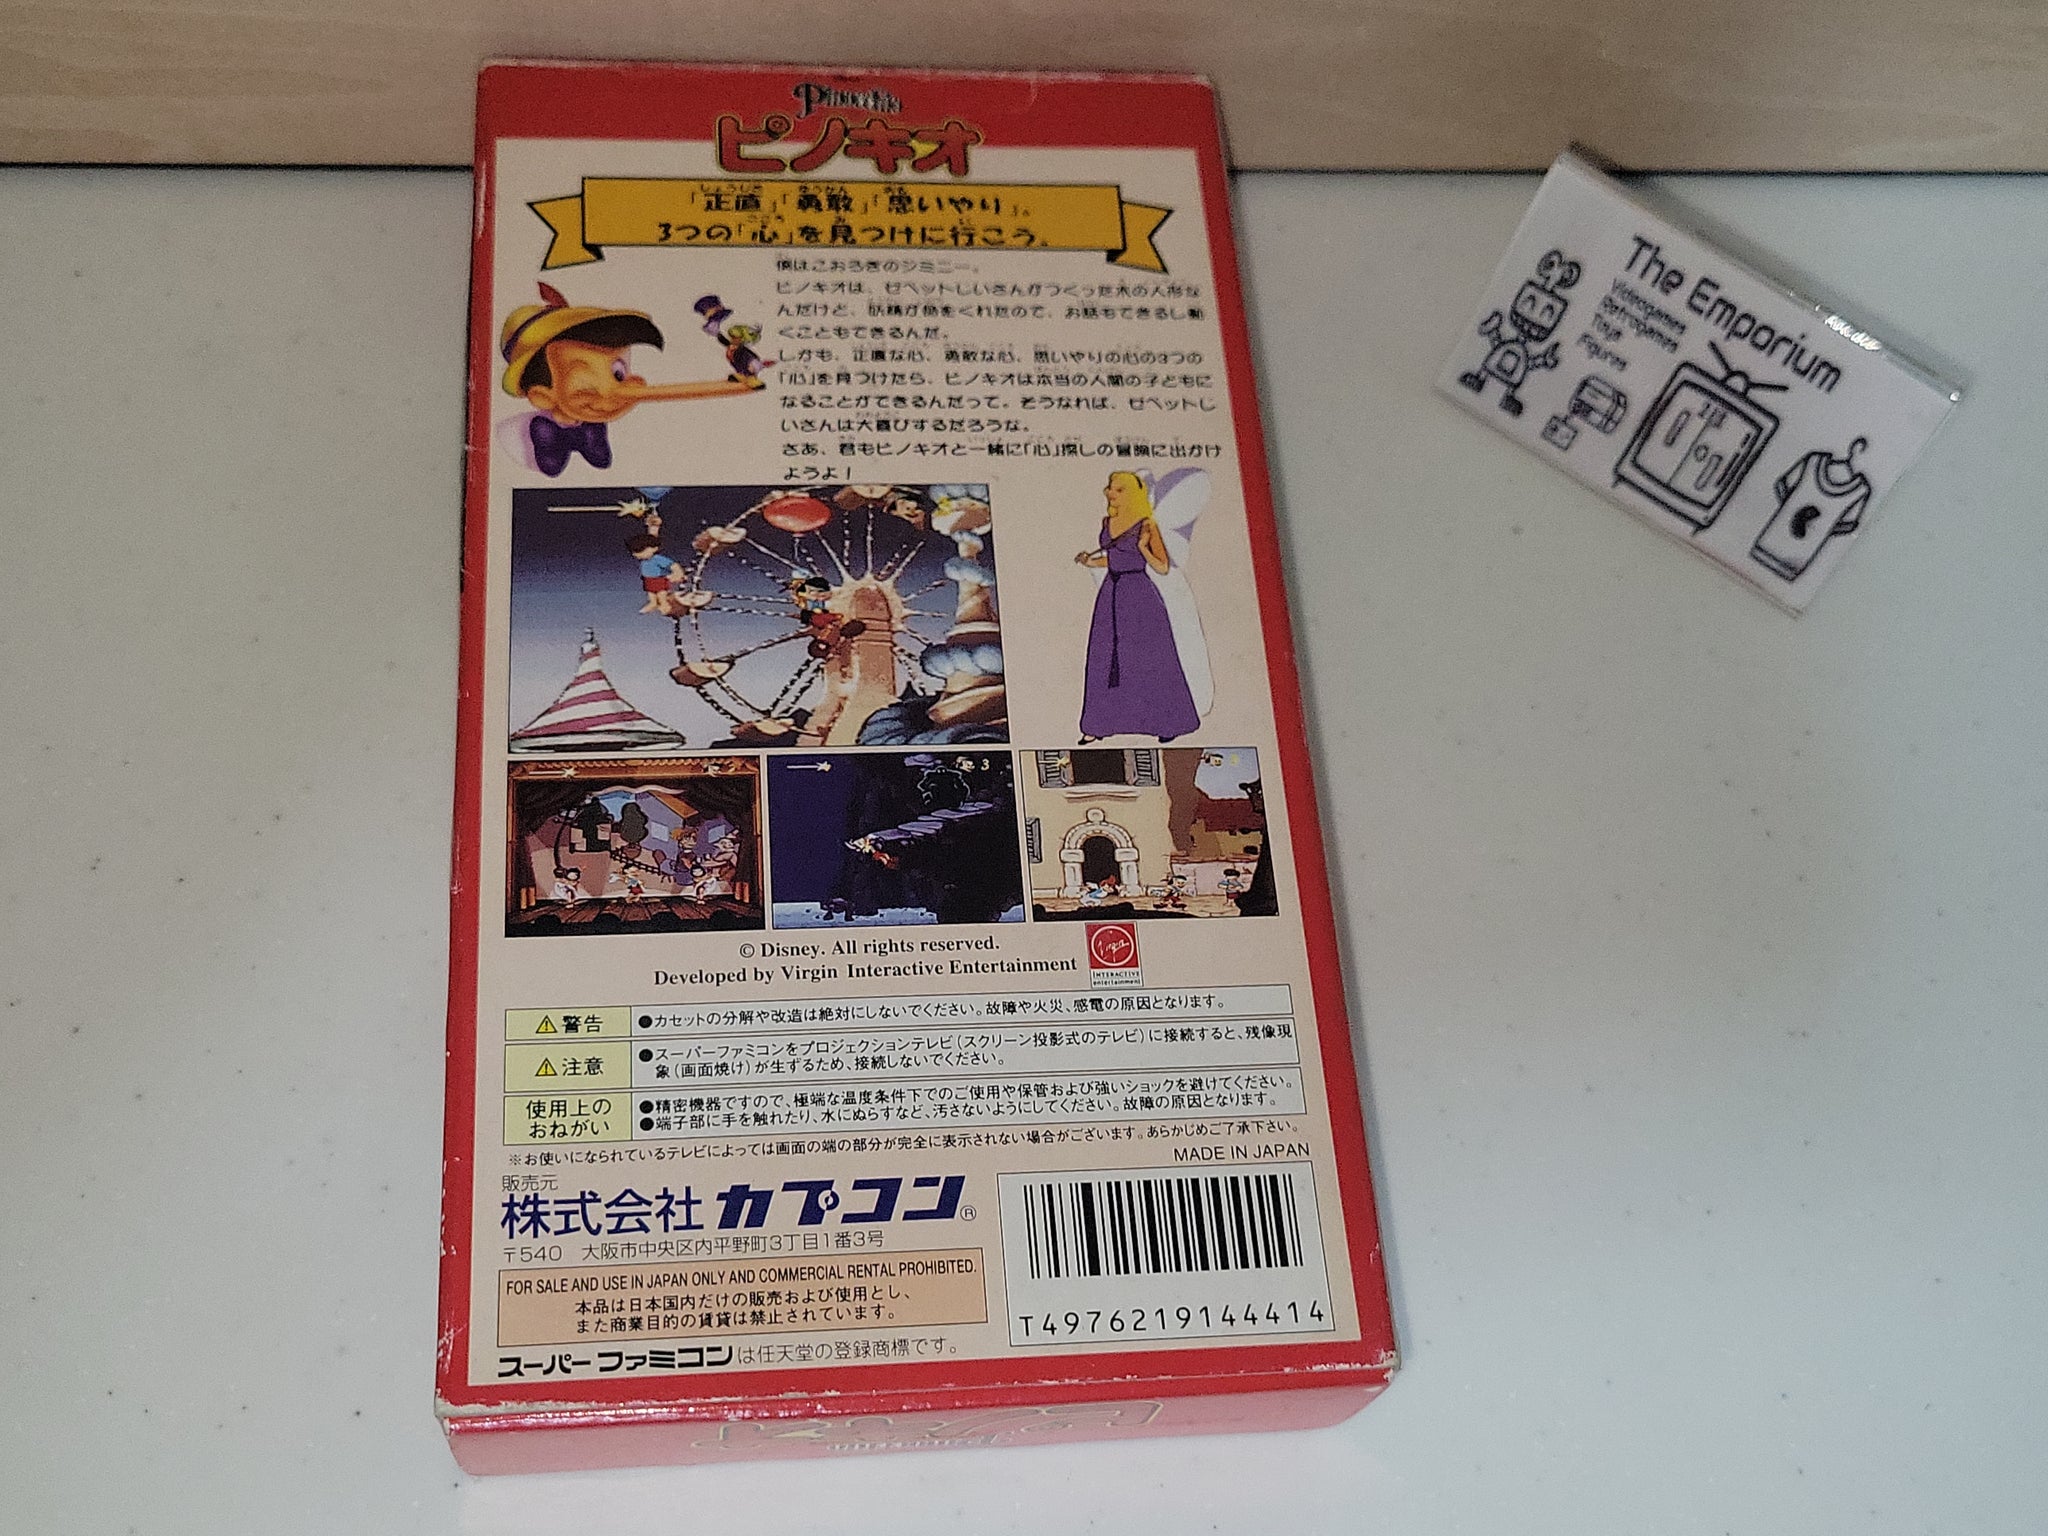 Pinocchio
ピノキオ
「正直」「勇敢」「思いやり」。
3つの「心」を見つけに行こう。
僕はこおろぎのジミニー。
ピノキオは、ゼペットじいさんがつくった木の人形な
んだけど、妖精が命をくれたので、お話もできるし動
くこともできるんだ。
しかも、正直な心、勇敢な心、思いやりの心の3つの
「心」を見つけたら、ピノキオは本当の人間の子どもに
なることができるんだって。そうなれば、ゼペットじ
いさんは大喜びするだろうな。
さあ、君もピノキオと一緒に「心」探しの冒険に出かけ
ようよ!
3
© Disney. All rights reserved.
Developed by Virgin Interactive Entertainment
Virgin
INTERACTIVE
entertainment
警告
●カセットの分解や改造は絶対にしないでください。故障や火災、感電の原因となります。
注意
●スーパーファミコンをプロジェクションテレビ(スクリーン投影式のテレビ)に接続すると、残像現
象(画面焼け)が生ずるため、接続しないでください。
使用上の
おねがい
●精密機器ですので、極端な温度条件下でのご使用や保管および強いショックを避けてください。
●端子部に手を触れたり、水にぬらすなど、汚さないようにしてください。故障の原因となります。
※お使いになられているテレビによっては画面の端の部分が完全に表示されない場合がございます。あらかじめご了承下さい。
MADE IN JAPAN
販売元
株式会社カプコン®
〒540 大阪市中央区内平野町3丁目1番3号
FOR SALE AND USE IN JAPAN ONLY AND COMMERCIAL RENTAL PROHIBITED.
本品は日本国内だけの販売および使用とし、
また商業目的の賃貸は禁止されています。
T4976219144414
スーパーファミコンは任天堂の登録商標です。
The Emporium
Videogames
Retrogames
Toys
Figures